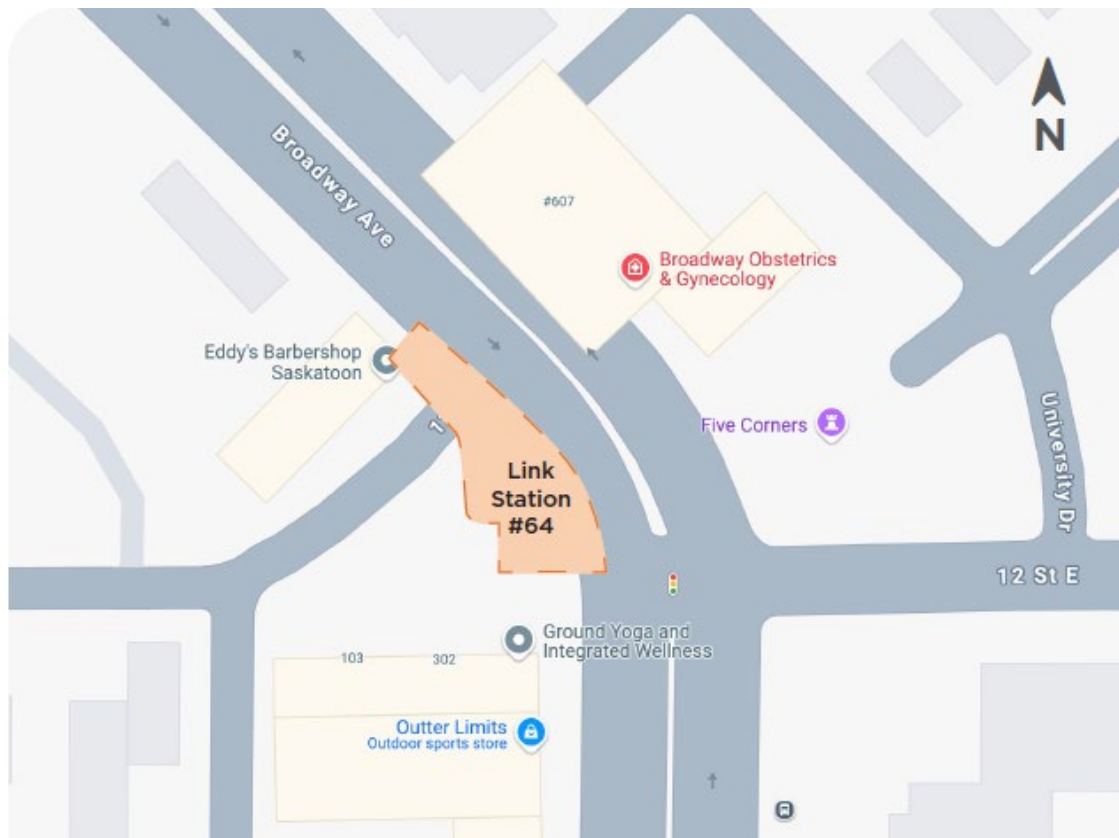 N
Broadway Ave
#607
Broadway Obstetrics
& Gynecology
Eddy's Barbershop
Saskatoon
Five Corners
University Dr
Link
Station
#64
12 St E
Ground Yoga and
Integrated Wellness
103
302
Outter Limits
Outdoor sports store